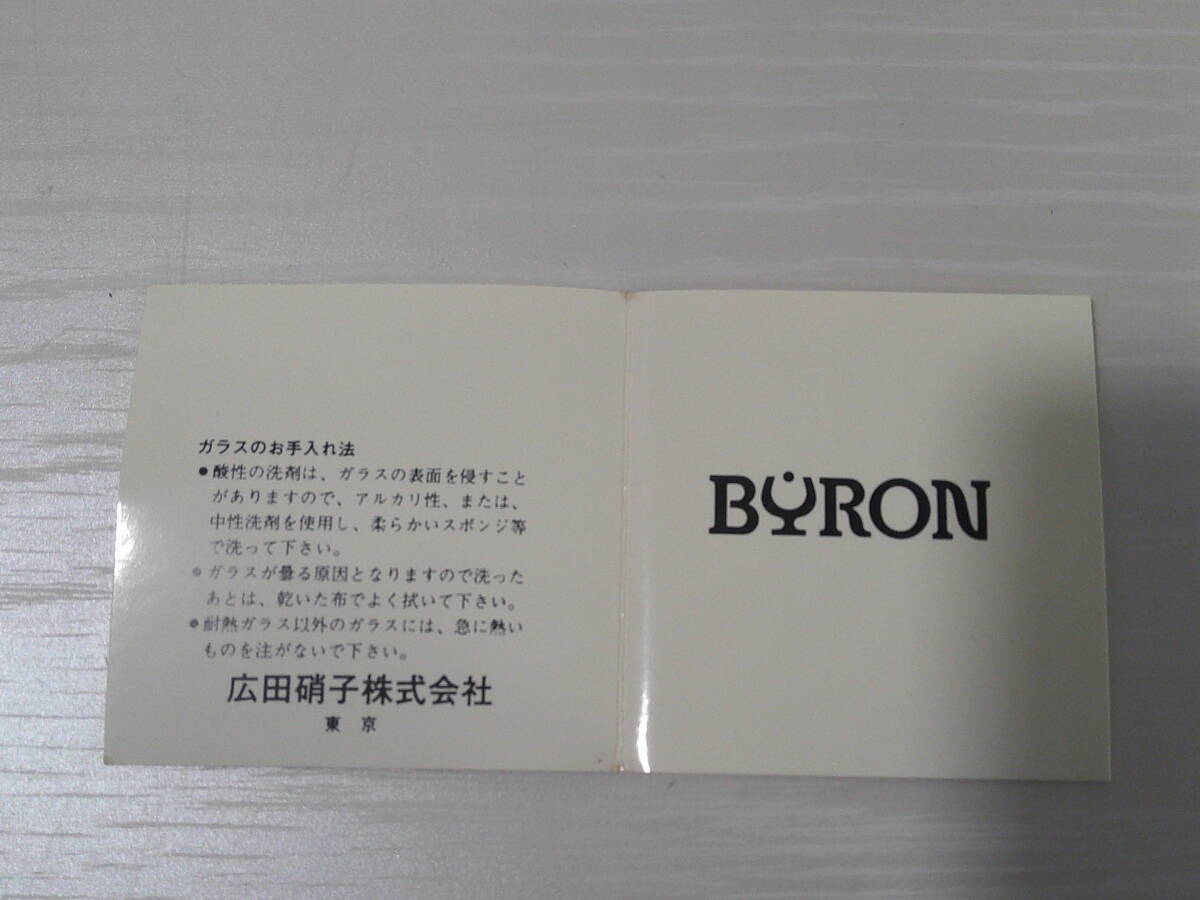 ガラスのお手入れ法
●酸性の洗剤は、ガラスの表面を侵すこと
がありますので、アルカリ性、または、
中性洗剤を使用し、柔らかいスポンジ等
で洗って下さい。
●ガラスが曇る原因となりますので洗った
あとは、乾いた布でよく拭いて下さい。
●耐熱ガラス以外のガラスには、急に熱い
ものを注がないで下さい。
広田硝子株式会社
東 京
BYRON